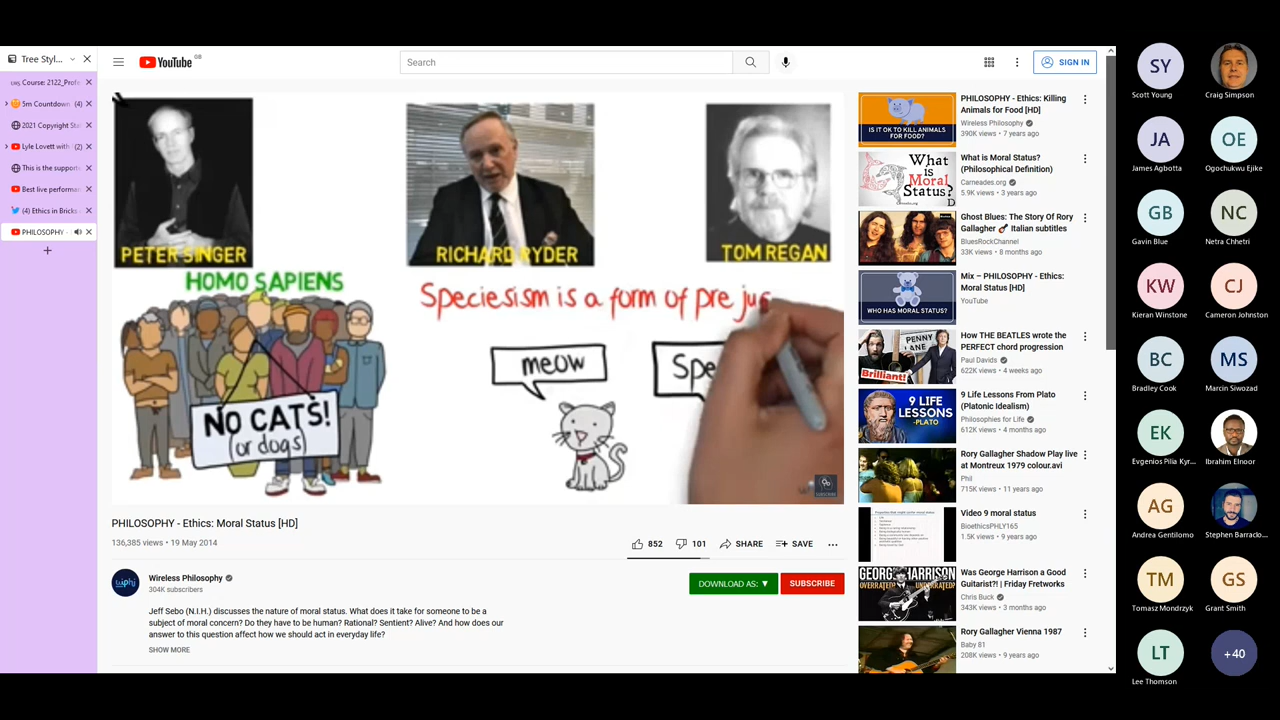 Tree Styl...
Course: 2122_Profe
5m Countdown (4)
2021 Copyright Sta
Lyle Lovett with (2)
This is the supporte
Best live performa
(4) Ethics in Bricks
PHILOSOPHY -
YouTube GB
Search
SIGN IN
PETER SINGER
RICHARD RYDER
TOM REGAN
HOMO SAPIENS
Speciesism is a form of prejus
meow
Spe
NO CATS!
(or dogs)
SUBSCRIBE
PHILOSOPHY - Ethics: Moral Status [HD]
136,385 views • 19 May 2014
852
101
SHARE
SAVE
wiphi
Wireless Philosophy
304K subscribers
DOWNLOAD AS: ▼
SUBSCRIBE
Jeff Sebo (N.I.H.) discusses the nature of moral status. What does it take for someone to be a
subject of moral concern? Do they have to be human? Rational? Sentient? Alive? And how does our
answer to this question affect how we should act in everyday life?
SHOW MORE
IS IT OK TO KILL ANIMALS
FOR FOOD?
PHILOSOPHY - Ethics: Killing
Animals for Food [HD]
Wireless Philosophy
390K views • 7 years ago
What
is Moral
Status?
D
What is Moral Status?
(Philosophical Definition)
Carneades.org
5.9K views • 3 years ago
Ghost Blues: The Story Of Rory
Gallagher 🎸 Italian subtitles
BluesRockChannel
33K views • 8 months ago
WHO HAS MORAL STATUS?
Mix – PHILOSOPHY - Ethics:
Moral Status [HD]
YouTube
PENNY
LANE
Brilliant!
How THE BEATLES wrote the
PERFECT chord progression
Paul Davids
622K views • 4 weeks ago
9 LIFE
LESSONS
-PLATO
9 Life Lessons From Plato
(Platonic Idealism)
Philosophies for Life
612K views • 4 months ago
Rory Gallagher Shadow Play live
at Montreux 1979 colour.avi
Phil
715K views • 11 years ago
Video 9 moral status
BioethicsPHLY165
1.5K views • 9 years ago
GEORGE HARRISON
OVERRATED?
UNDERRATED?
Was George Harrison a Good
Guitarist?! | Friday Fretworks
Chris Buck
343K views • 3 months ago
Rory Gallagher Vienna 1987
Baby 81
208K views • 9 years ago
SY
Scott Young
Craig Simpson
JA
James Agbotta
OE
Ogochukwu Ejike
GB
Gavin Blue
NC
Netra Chhetri
KW
Kieran Winstone
CJ
Cameron Johnston
BC
Bradley Cook
MS
Marcin Siwozad
EK
Evgenios Pilia Kyr...
Ibrahim Elnoor
AG
Andrea Gentilomo
Stephen Barraclo...
TM
Tomasz Mondrzyk
GS
Grant Smith
LT
Lee Thomson
+40